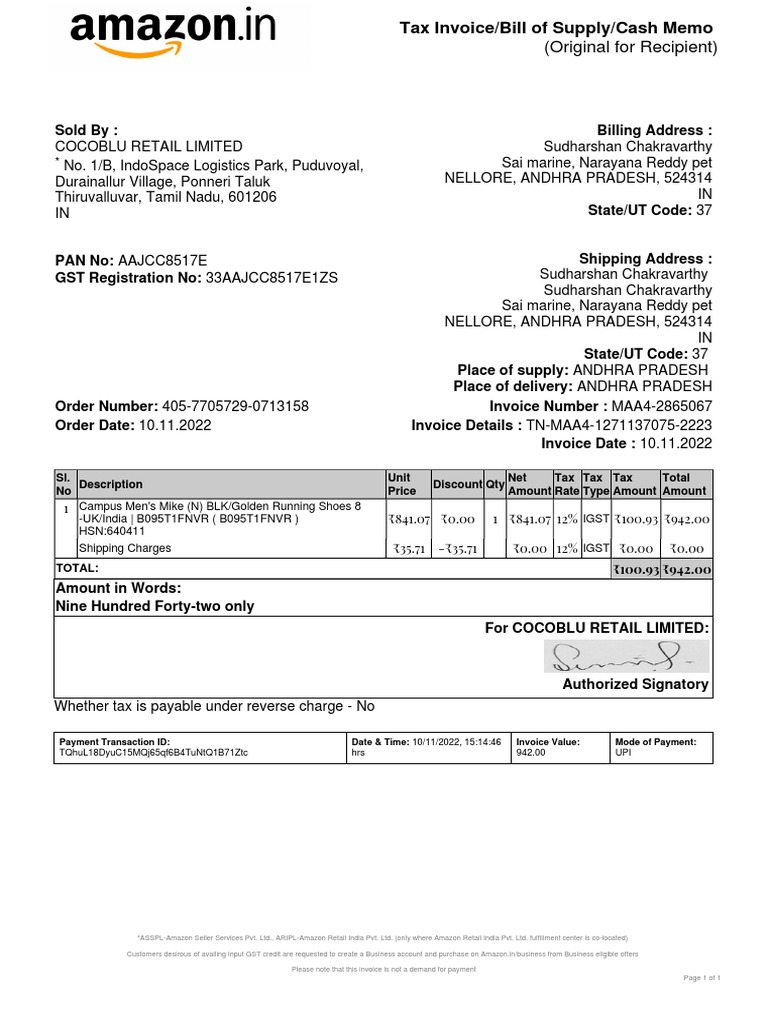 amazon.in
Tax Invoice/Bill of Supply/Cash Memo
(Original for Recipient)
Sold By :
COCOBLU RETAIL LIMITED
* No. 1/B, IndoSpace Logistics Park, Puduvoyal,
Durainallur Village, Ponneri Taluk
Thiruvalluvar, Tamil Nadu, 601206
IN
Billing Address :
Sudharshan Chakravarthy
Sai marine, Narayana Reddy pet
NELLORE, ANDHRA PRADESH, 524314
IN
State/UT Code: 37
PAN No: AAJCC8517E
GST Registration No: 33AAJCC8517E1ZS
Shipping Address :
Sudharshan Chakravarthy
Sudharshan Chakravarthy
Sai marine, Narayana Reddy pet
NELLORE, ANDHRA PRADESH, 524314
IN
State/UT Code: 37
Place of supply: ANDHRA PRADESH
Place of delivery: ANDHRA PRADESH
Order Number: 405-7705729-0713158
Order Date: 10.11.2022
Invoice Number : MAA4-2865067
Invoice Details : TN-MAA4-1271137075-2223
Invoice Date : 10.11.2022
Sl. No Description Unit Price Discount Qty Net Amount Tax Rate Tax Type Tax Amount Total Amount
1 Campus Men's Mike (N) BLK/Golden Running Shoes 8
-UK/India | B095T1FNVR ( B095T1FNVR ) ₹841.07 ₹0.00 1 ₹841.07 12% IGST ₹100.93 ₹942.00
HSN:640411
Shipping Charges ₹35.71 -₹35.71 ₹0.00 12% IGST ₹0.00 ₹0.00
TOTAL: ₹100.93 ₹942.00
Amount in Words:
Nine Hundred Forty-two only
For COCOBLU RETAIL LIMITED:
Authorized Signatory
Whether tax is payable under reverse charge - No
Payment Transaction ID:
TQhuL18DyuC15MQj65qf6B4TuNtQ1B71Ztc
Date & Time: 10/11/2022, 15:14:46
hrs
Invoice Value:
942.00
Mode of Payment:
UPI
*ASSPL-Amazon Seller Services Pvt. Ltd., ARIPL-Amazon Retail India Pvt. Ltd. (only where Amazon Retail India Pvt. Ltd. fulfillment center is co-located)
Customers desirous of availing input GST credit are requested to create a Business account and purchase on Amazon.in/business from Business eligible offers
Please note that this invoice is not a demand for payment
Page 1 of 1